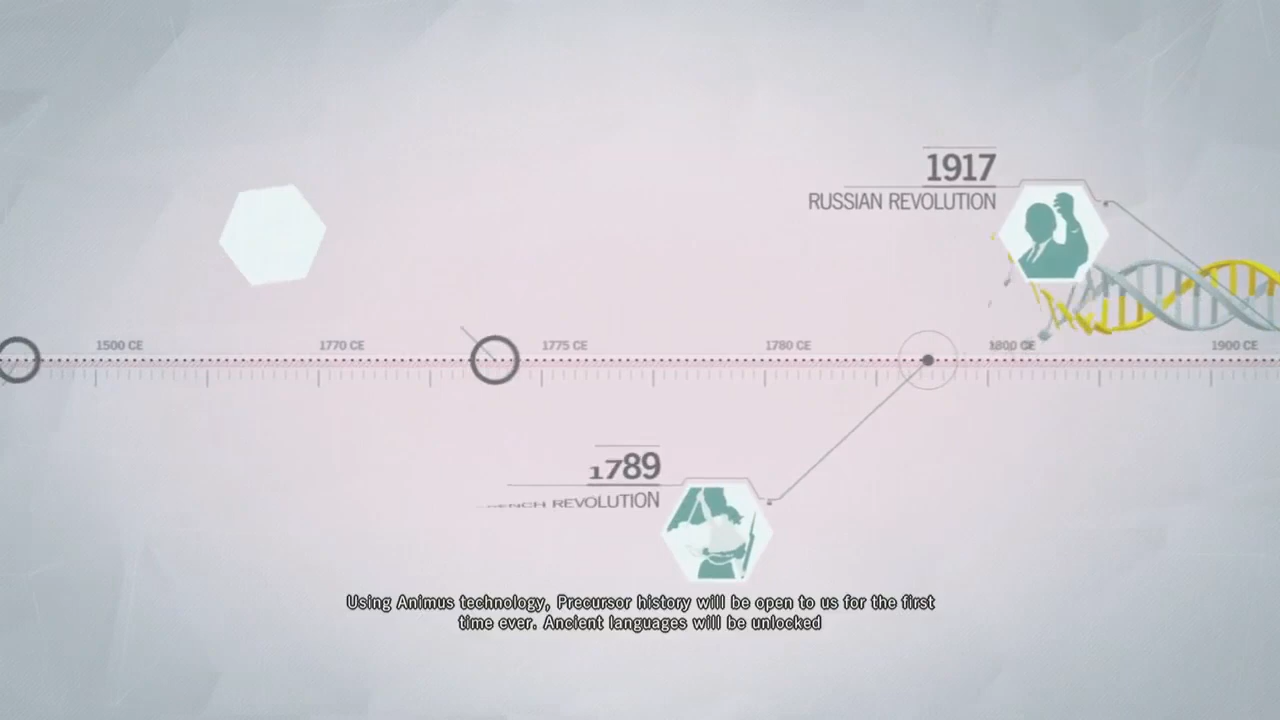 1917
RUSSIAN REVOLUTION
1500 CE
1770 CE
1775 CE
1780 CE
1800 CE
1900 CE
1789
REVOLUTION
Using Animus technology, Precursor history will be open to us for the first
time ever. Ancient languages will be unlocked